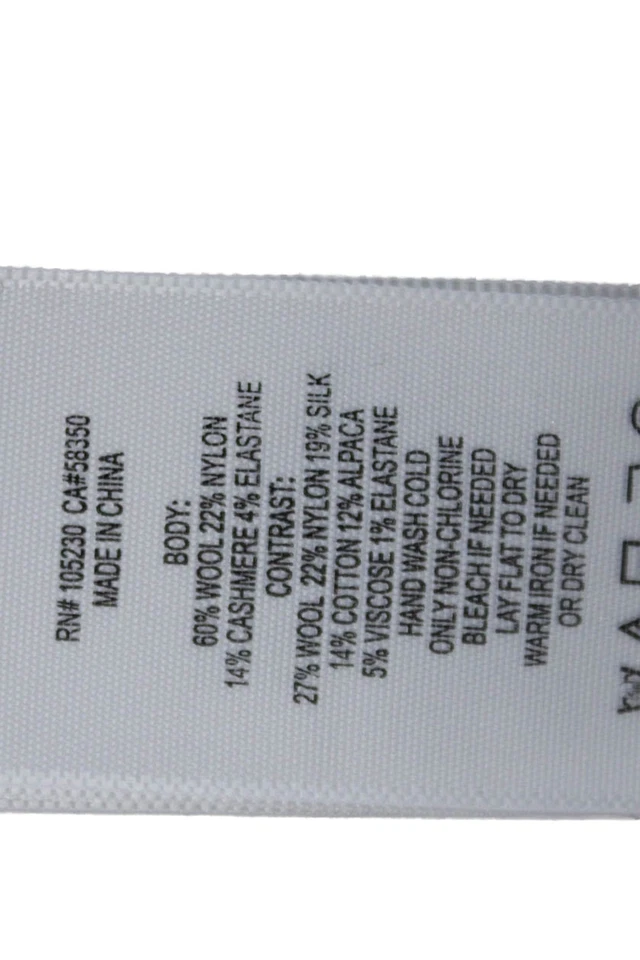 RN# 105230 CA#58350
MADE IN CHINA
BODY:
60% WOOL 22% NYLON
14% CASHMERE 4% ELASTANE
CONTRAST:
27% WOOL 22% NYLON 19% SILK
14% COTTON 12% ALPACA
5% VISCOSE 1% ELASTANE
HAND WASH COLD
ONLY NON-CHLORINE
BLEACH IF NEEDED
LAY FLAT TO DRY
WARM IRON IF NEEDED
OR DRY CLEAN